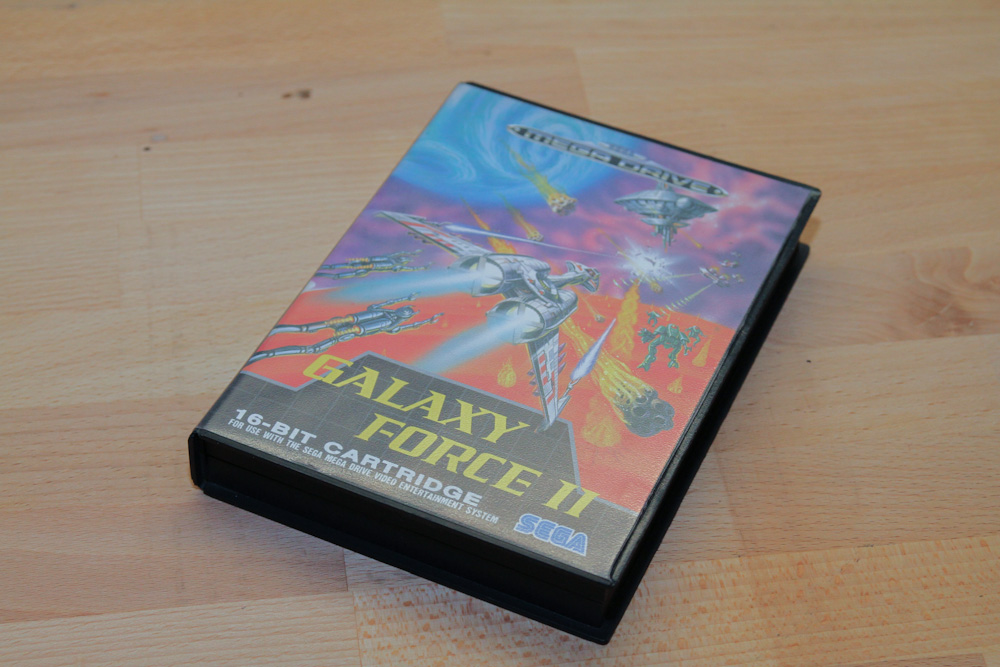 MEGA DRIVE
GALAXY
FORCE II
16-BIT CARTRIDGE
FOR USE WITH THE SEGA MEGA DRIVE VIDEO ENTERTAINMENT SYSTEM
SEGA